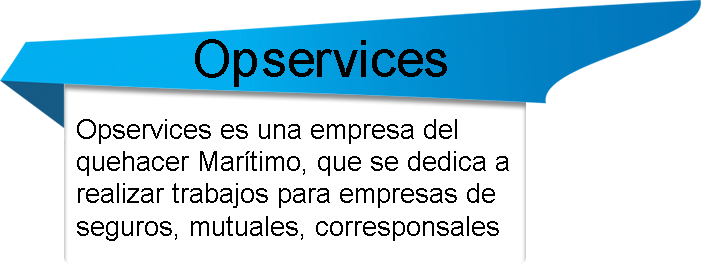 Opservices
Opservices es una empresa del
quehacer Marítimo, que se dedica a
realizar trabajos para empresas de
seguros, mutuales, corresponsales